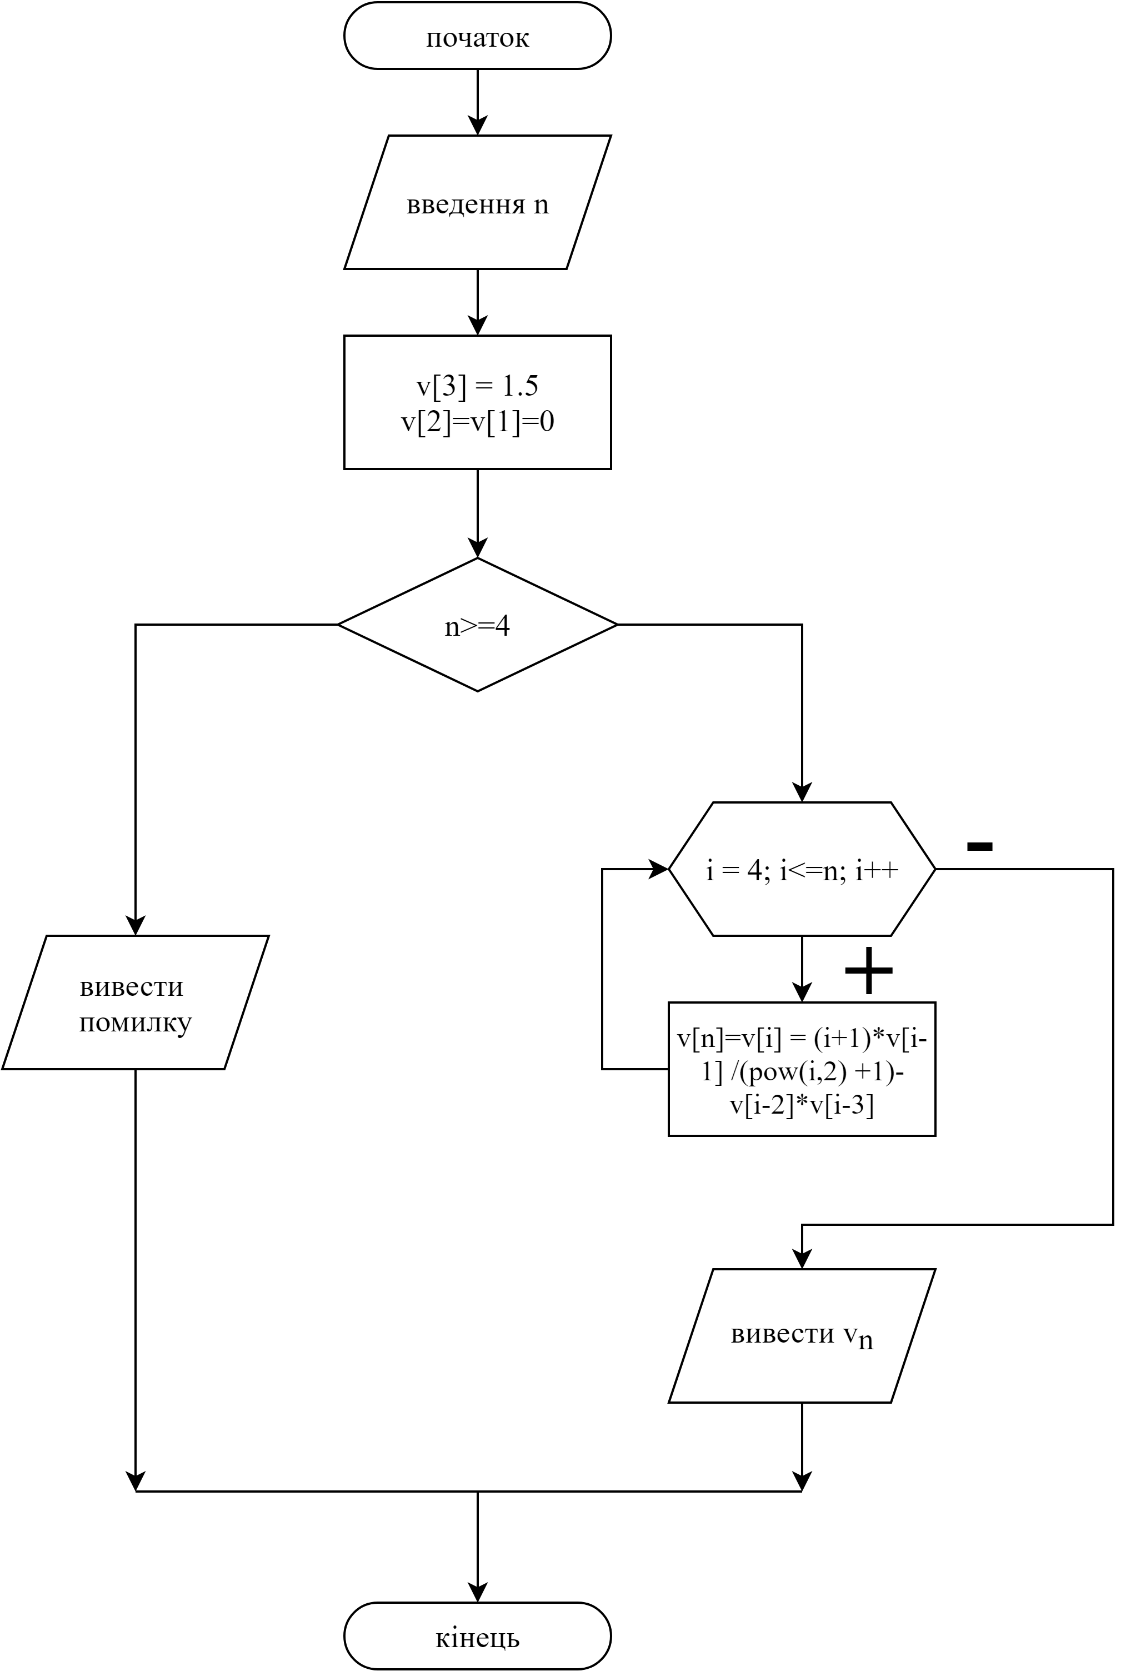 початок
введення n
v[3] = 1.5
v[2]=v[1]=0
n>=4
i = 4; i<=n; i++
-
+
вивести
помилку
v[n]=v[i] = (i+1)*v[i-
1] /(pow(i,2) +1)-
v[i-2]*v[i-3]
вивести vn
кінець